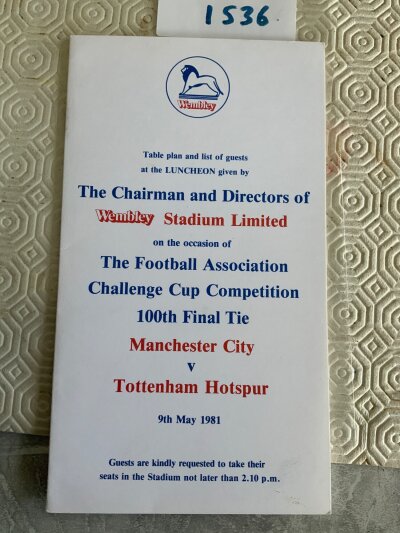 1536
Wembley
Table plan and list of guests
at the LUNCHEON given by
The Chairman and Directors of
Wembley Stadium Limited
on the occasion of
The Football Association
Challenge Cup Competition
100th Final Tie
Manchester City
v
Tottenham Hotspur
9th May 1981
Guests are kindly requested to take their
seats in the Stadium not later than 2.10 p.m.